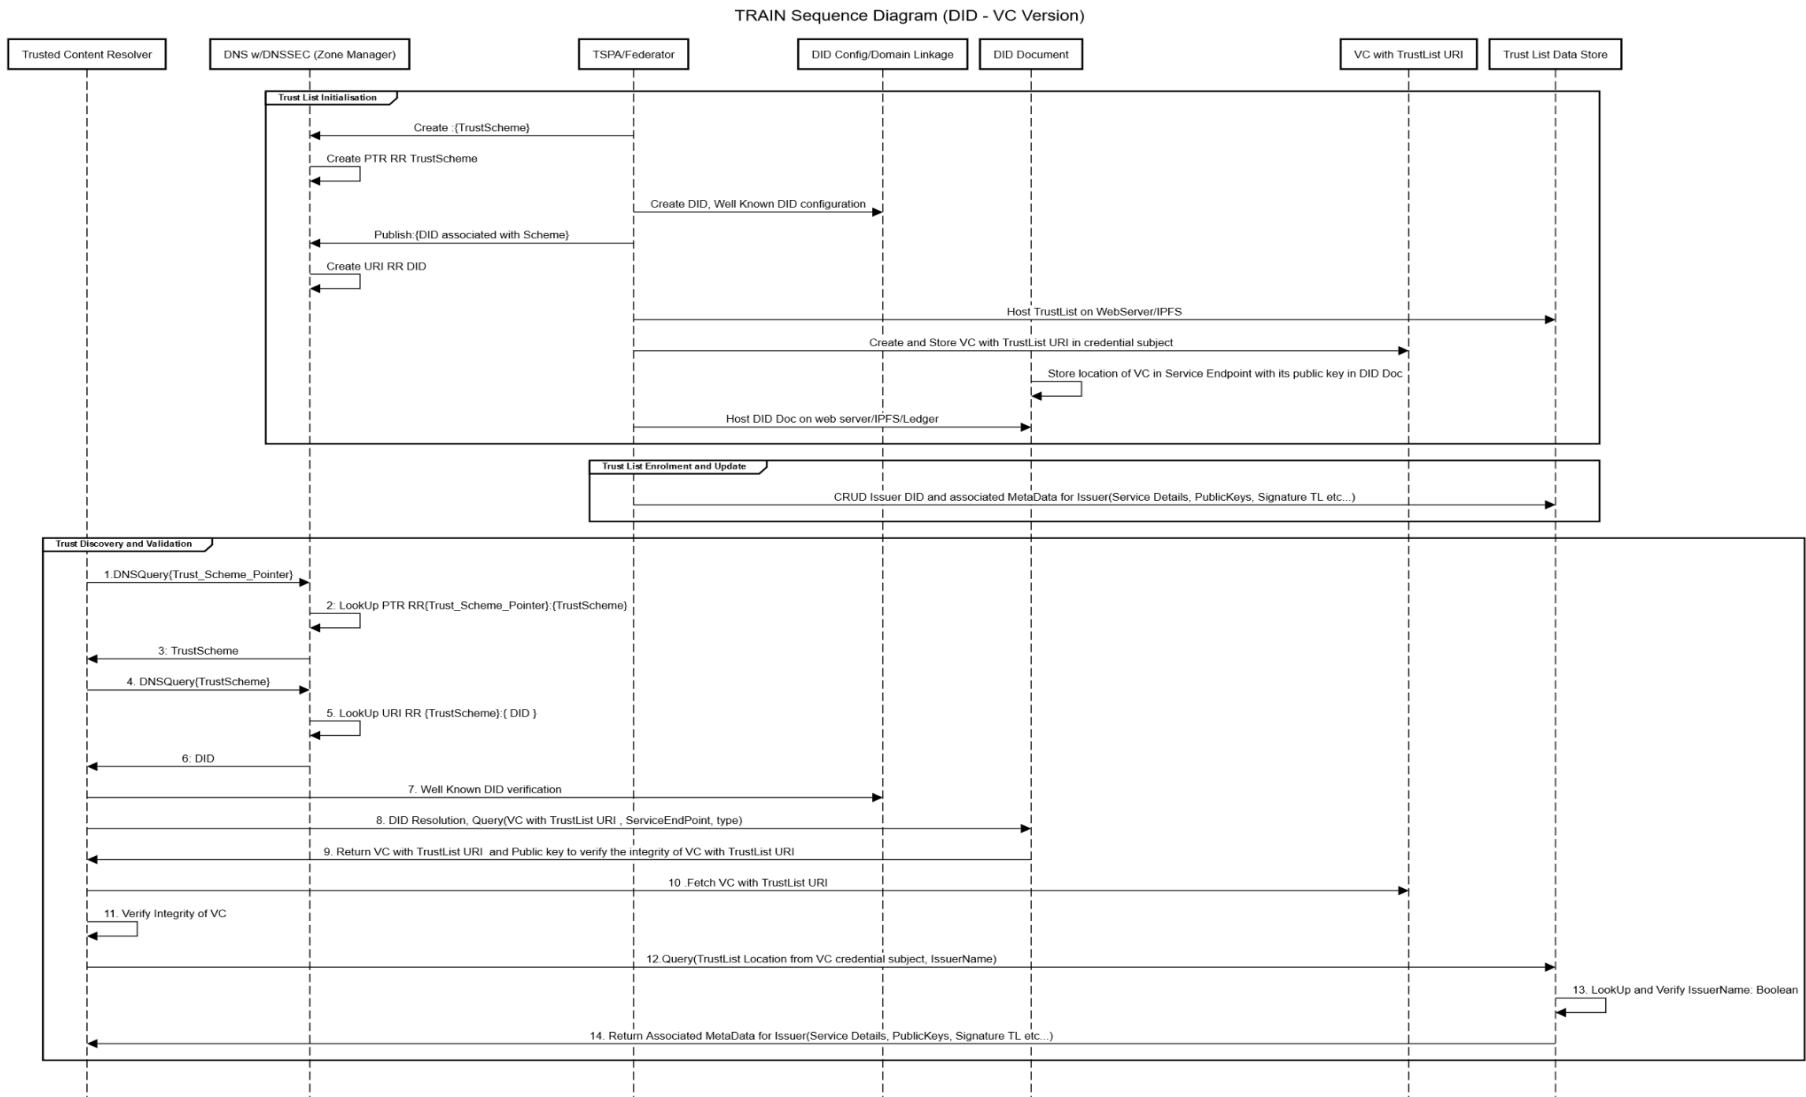 TRAIN Sequence Diagram (DID - VC Version)
Trusted Content Resolver
DNS w/DNSSEC (Zone Manager)
TSPA/Federator
DID Config/Domain Linkage
DID Document
VC with TrustList URI
Trust List Data Store
Trust List Initialisation
Create :{TrustScheme}
Create PTR RR TrustScheme
Create DID, Well Known DID configuration
Publish:{DID associated with Scheme}
Create URI RR DID
Host TrustList on WebServer/IPFS
Create and Store VC with TrustList URI in credential subject
Store location of VC in Service Endpoint with its public key in DID Doc
Host DID Doc on web server/IPFS/Ledger
Trust List Enrolment and Update
CRUD Issuer DID and associated MetaData for Issuer(Service Details, PublicKeys, Signature TL etc...)
Trust Discovery and Validation
1.DNSQuery{Trust_Scheme_Pointer}
2: LookUp PTR RR{Trust_Scheme_Pointer}:{TrustScheme}
3: TrustScheme
4. DNSQuery{TrustScheme}
5. LookUp URI RR {TrustScheme}:{ DID }
6: DID
7. Well Known DID verification
8. DID Resolution, Query(VC with TrustList URI , ServiceEndPoint, type)
9. Return VC with TrustList URI  and Public key to verify the integrity of VC with TrustList URI
10 .Fetch VC with TrustList URI
11. Verify Integrity of VC
12.Query(TrustList Location from VC credential subject, IssuerName)
13. LookUp and Verify IssuerName: Boolean
14. Return Associated MetaData for Issuer(Service Details, PublicKeys, Signature TL etc...)